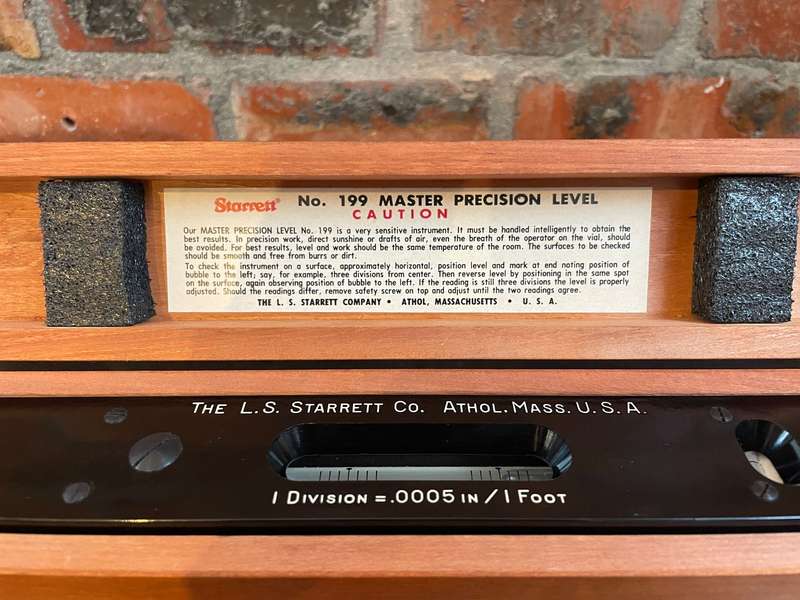 Starrett® No. 199 MASTER PRECISION LEVEL
CAUTION
Our MASTER PRECISION LEVEL No. 199 is a very sensitive instrument. It must be handled intelligently to obtain the
best results. In precision work, direct sunshine or drafts of air, even the breath of the operator on the vial, should
be avoided. For best results, level and work should be the same temperature of the room. The surfaces to be checked
should be smooth and free from burrs or dirt.
To check the instrument on a surface, approximately horizontal, position level and mark at end nating position of
bubble to the left, say, for example, three divisions from center. Then reverse level by positioning in the same spot
on the surface, again observing position of bubble to left. If the reading is still three divisions the level is properly
adjusted. Should the readings differ, remove safety screw on top and adjust until the two readings agree.
THE L. S. STARRETT COMPANY • ATHOL, MASSACHUSETTS • U. S. A.
THE L.S. STARRETT CO. ATHOL, MASS. U.S.A.
1 DIVISION = .0005 IN / 1 FOOT